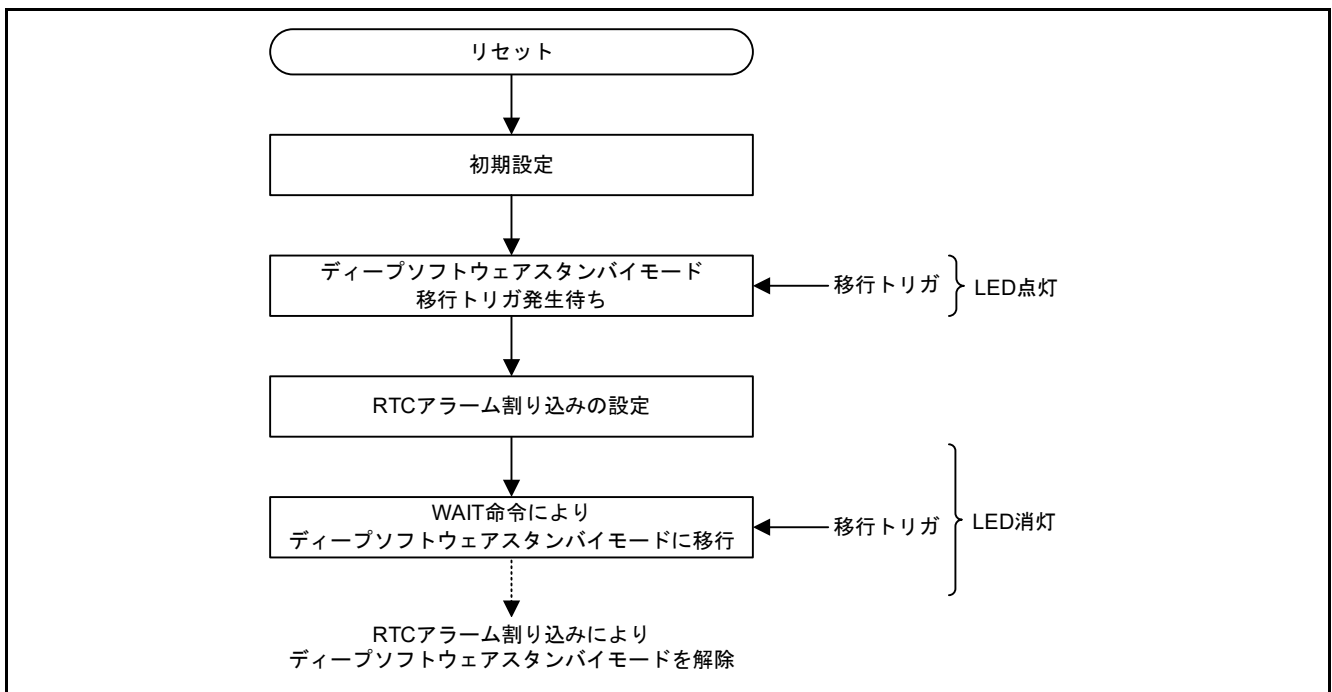 リセット
初期設定
ディープソフトウェアスタンバイモード
移行トリガ発生待ち
移行トリガ
LED点灯
RTCアラーム割り込みの設定
WAIT命令により
ディープソフトウェアスタンバイモードに移行
移行トリガ
LED消灯
RTCアラーム割り込みにより
ディープソフトウェアスタンバイモードを解除